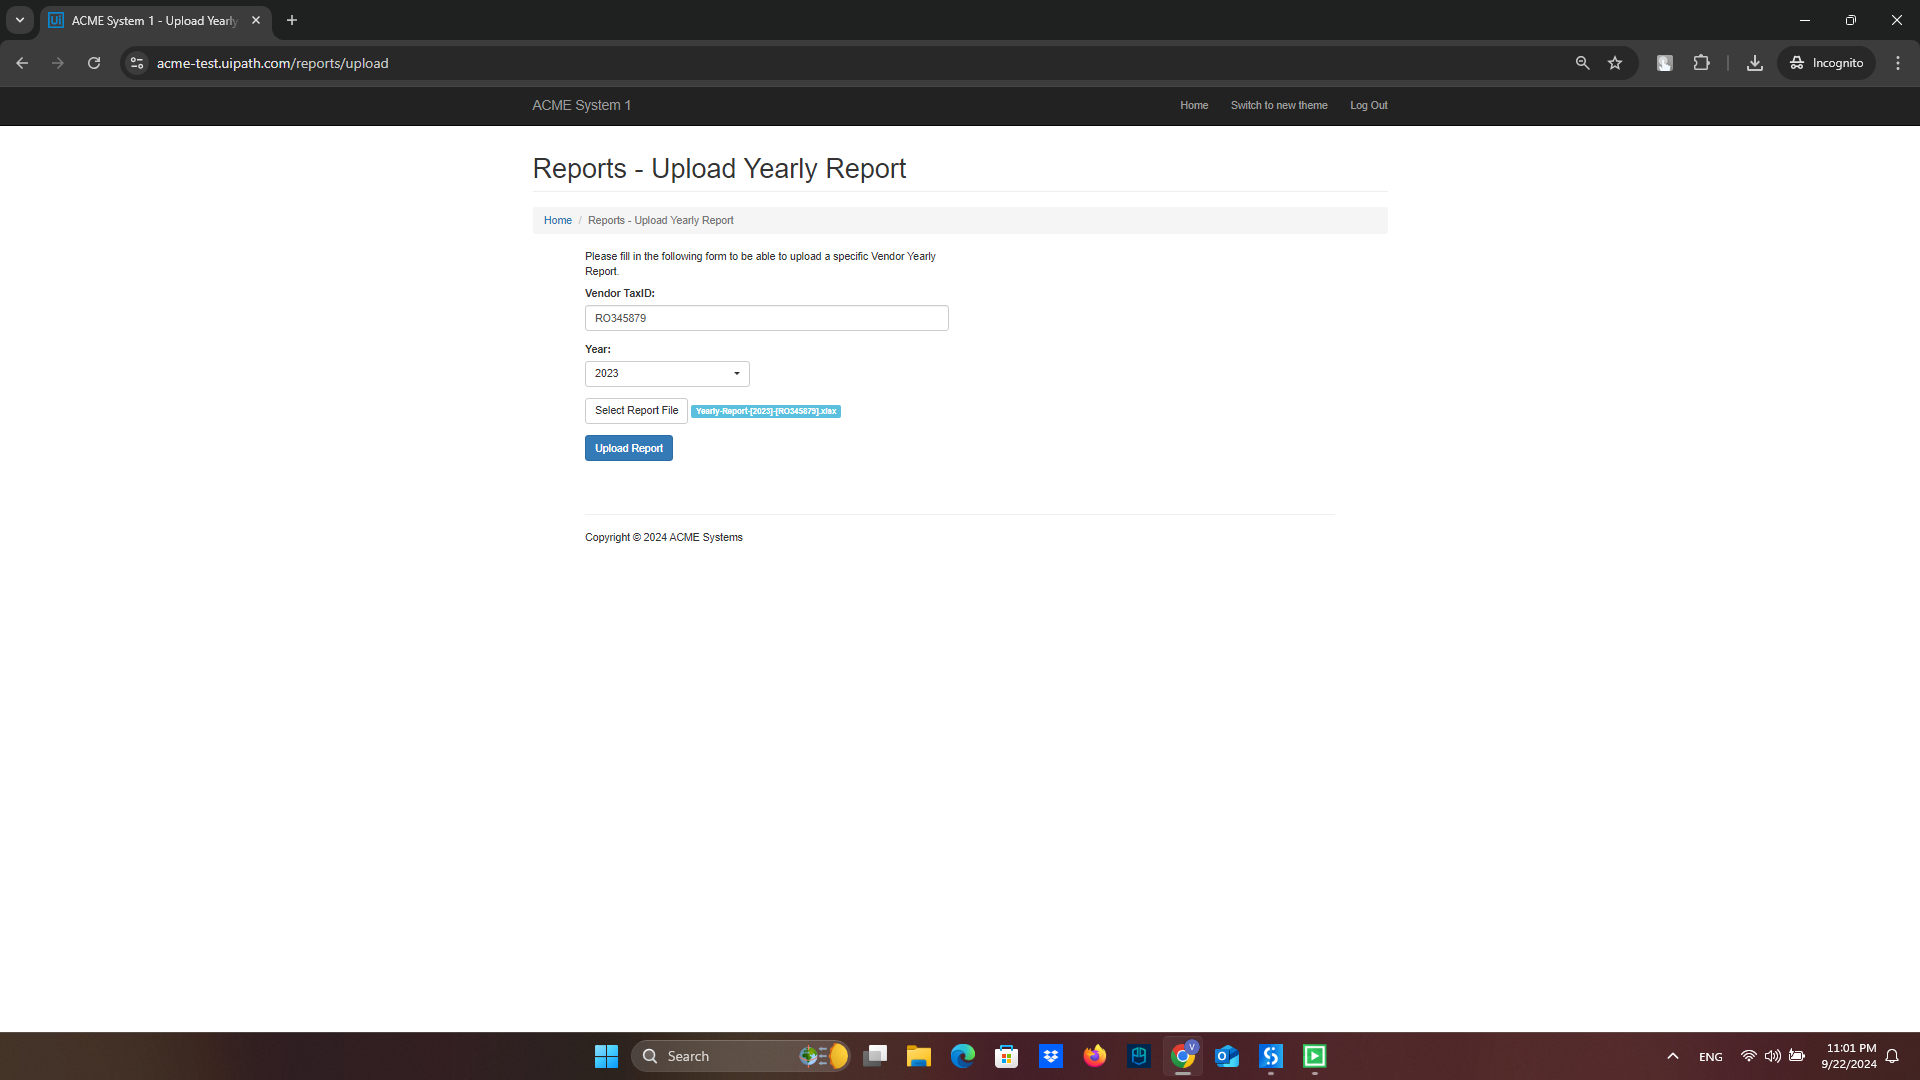 ACME System 1 - Upload Yearly
acme-test.uipath.com/reports/upload
Incognito
ACME System 1
Home
Switch to new theme
Log Out
Reports - Upload Yearly Report
Home / Reports - Upload Yearly Report
Please fill in the following form to be able to upload a specific Vendor Yearly
Report.
Vendor TaxID:
RO345879
Year:
2023
Select Report File
Yearly-Report-[2023]-[RO345879].xlsx
Upload Report
Copyright © 2024 ACME Systems
Search
ENG
11:01 PM
9/22/2024